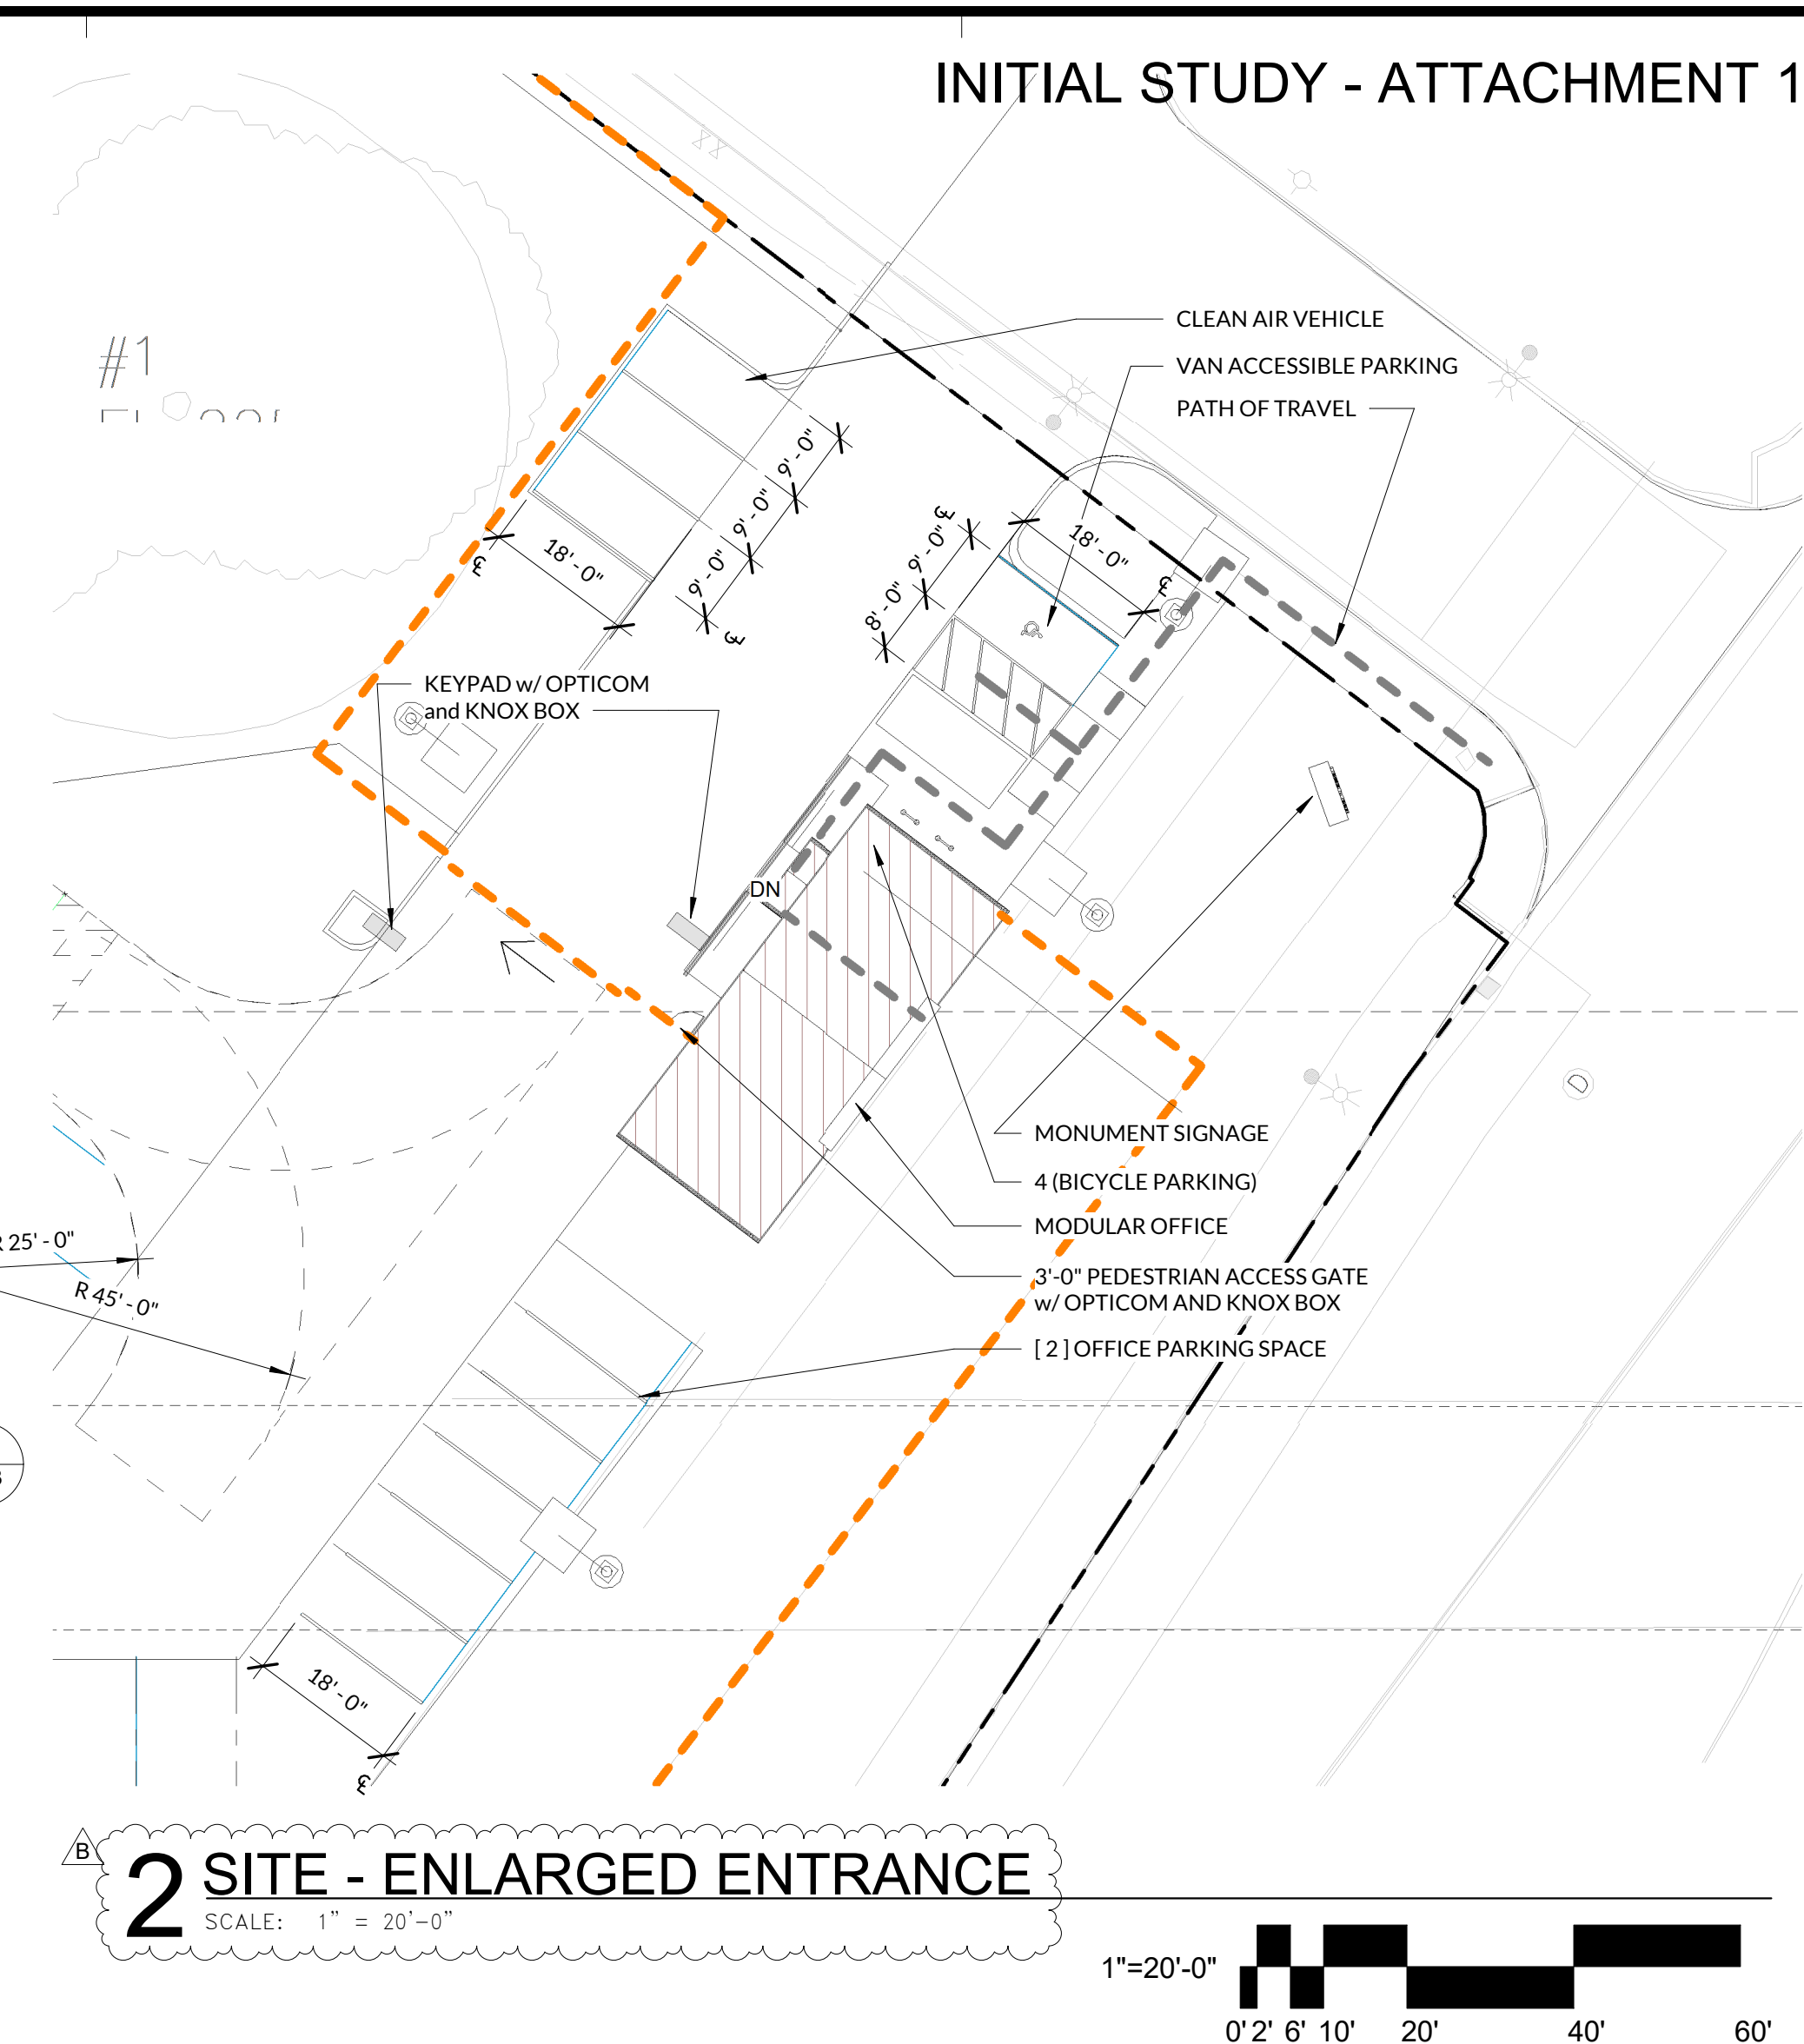 INITIAL STUDY - ATTACHMENT 1
#1
CLEAN AIR VEHICLE
VAN ACCESSIBLE PARKING
PATH OF TRAVEL
9'-0"
9'-0"
9'-0"
18'-0"
18'-0"
9'-0"
8'-0"
KEYPAD w/ OPTICOM
and KNOX BOX
DN
D
MONUMENT SIGNAGE
4 (BICYCLE PARKING)
MODULAR OFFICE
3'-0" PEDESTRIAN ACCESS GATE
w/ OPTICOM AND KNOX BOX
[ 2 ] OFFICE PARKING SPACE
R 25'-0"
R 45'-0"
18'-0"
B
2 SITE - ENLARGED ENTRANCE
SCALE: 1" = 20'-0"
1"=20'-0"
0' 2' 6' 10' 20' 40' 60'